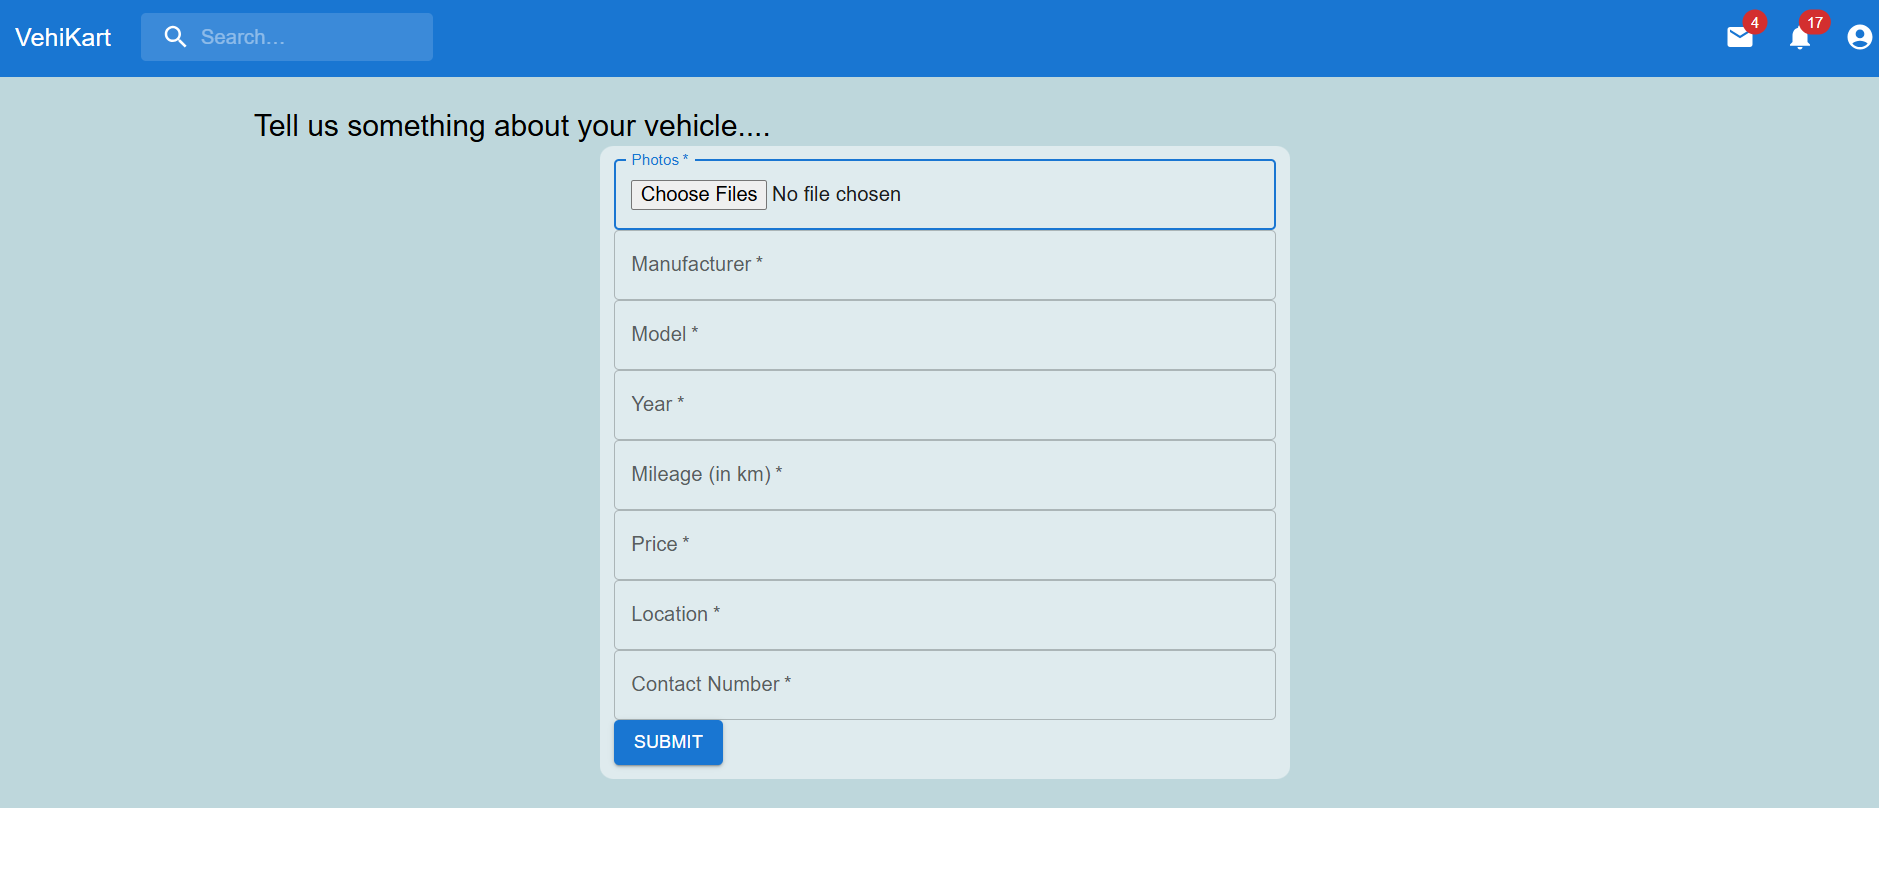 VehiKart Search… 4 17
Tell us something about your vehicle....
Photos *
Choose Files No file chosen
Manufacturer *
Model *
Year *
Mileage (in km) *
Price *
Location *
Contact Number *
SUBMIT